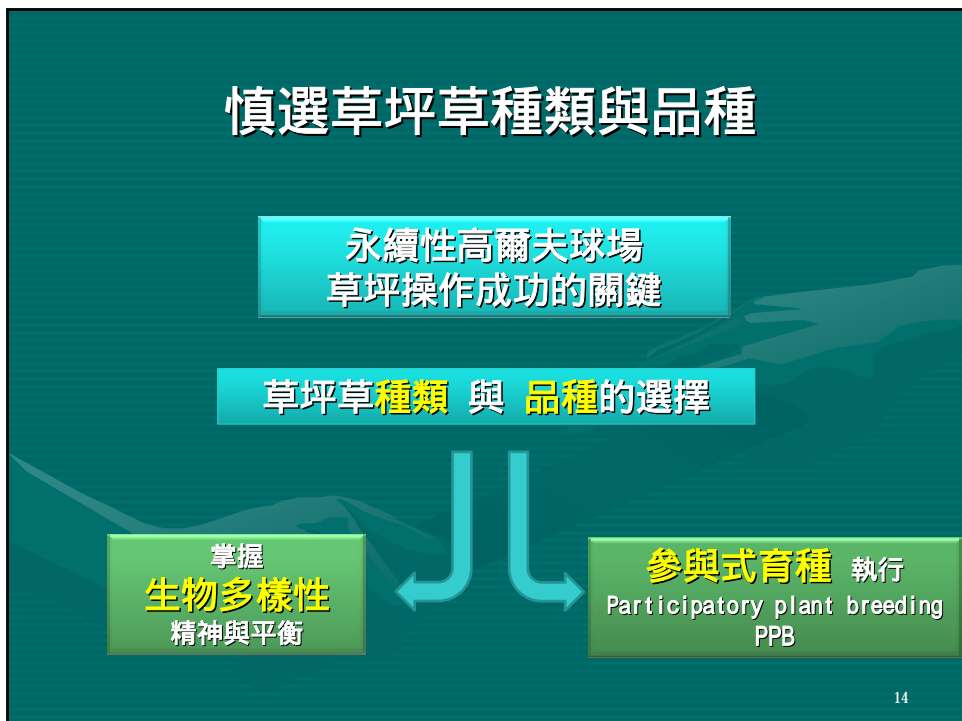 慎選草坪草種類與品種
永續性高爾夫球場
草坪操作成功的關鍵
草坪草種類 與 品種的選擇
掌握
生物多樣性
精神與平衡
參與式育種 執行
Participatory plant breeding
PPB
14